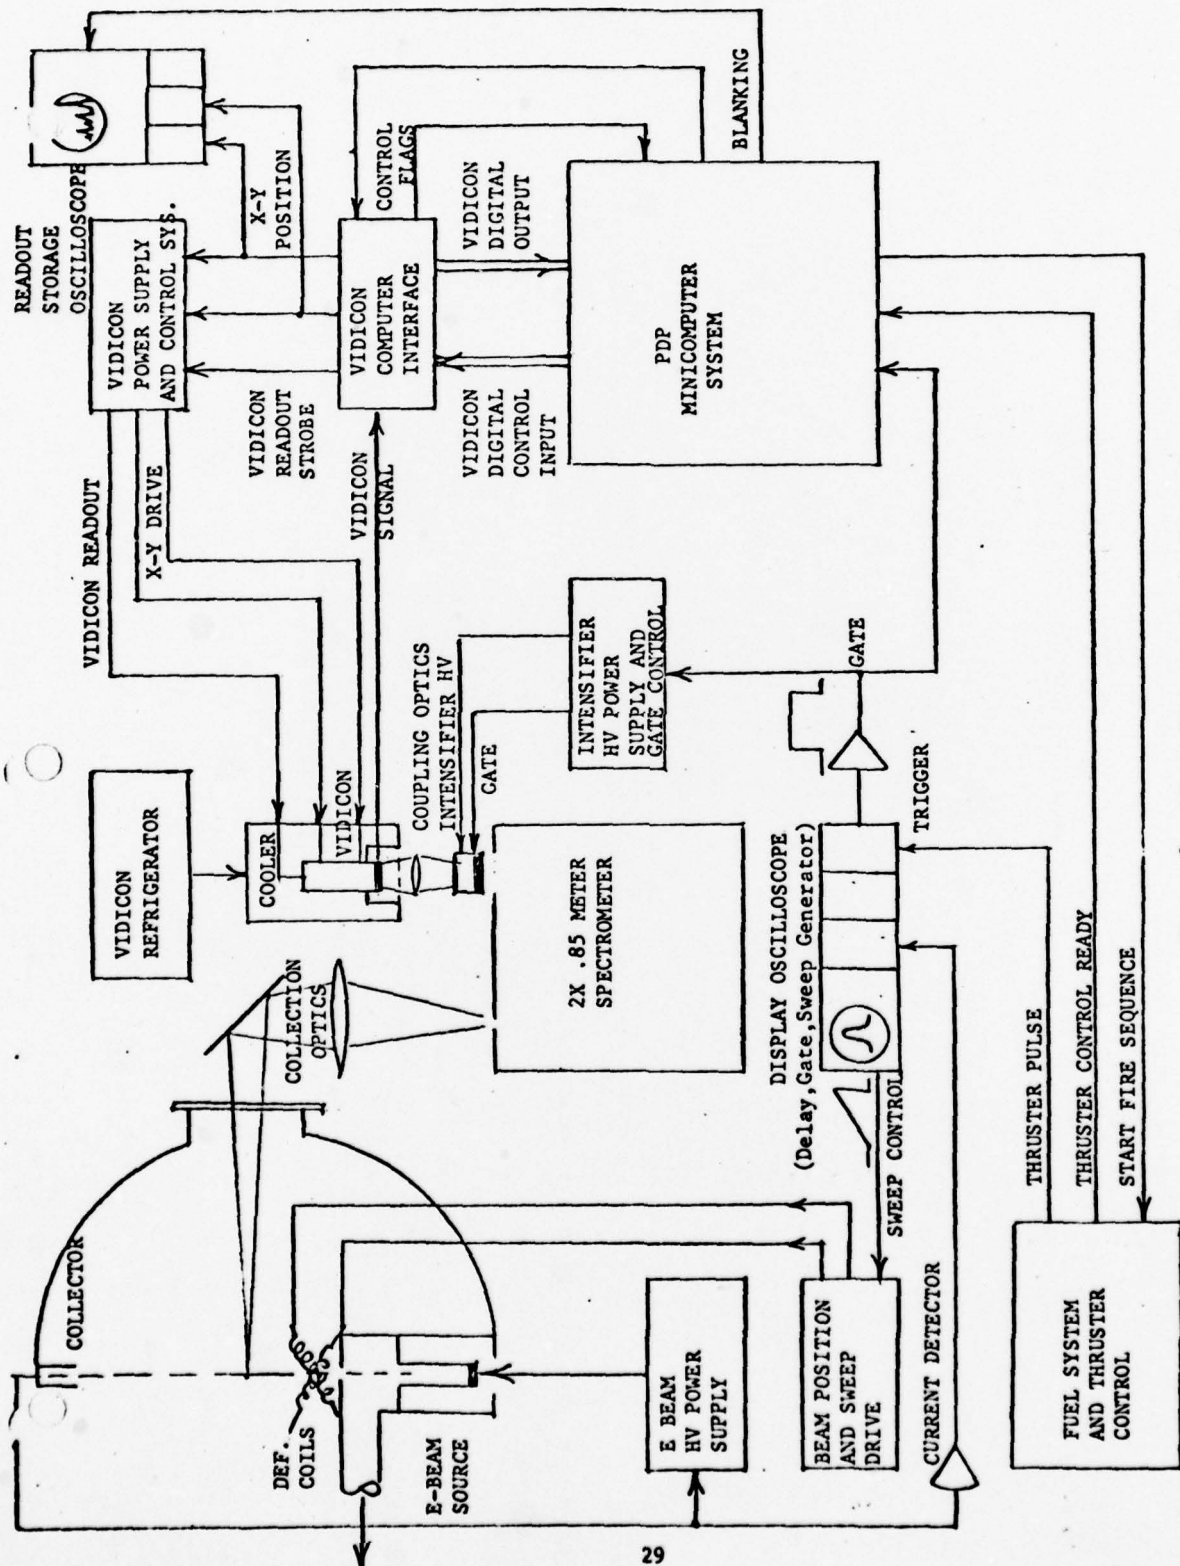 READOUT
STORAGE
OSCILLOSCOPE
VIDICON
POWER SUPPLY
AND CONTROL SYS.
VIDICON READOUT
X-Y DRIVE
X-Y
POSITION
VIDICON
READOUT
STROBE
VIDICON
SIGNAL
VIDICON
COMPUTER
INTERFACE
CONTROL
FLAGS
VIDICON
DIGITAL
OUTPUT
VIDICON
DIGITAL
CONTROL
INPUT
BLANKING
PDP
MINICOMPUTER
SYSTEM
VIDICON
REFRIGERATOR
COOLER
VIDICON
COUPLING OPTICS
INTENSIFIER HV
GATE
INTENSIFIER
HV POWER
SUPPLY AND
GATE CONTROL
COLLECTION
OPTICS
2X .85 METER
SPECTROMETER
GATE
TRIGGER
DISPLAY OSCILLOSCOPE
(Delay,Gate,Sweep Generator)
SWEEP CONTROL
COLLECTOR
DEF.
COILS
E-BEAM
SOURCE
E BEAM
HV POWER
SUPPLY
BEAM POSITION
AND SWEEP
DRIVE
CURRENT DETECTOR
THRUSTER PULSE
THRUSTER CONTROL READY
START FIRE SEQUENCE
FUEL SYSTEM
AND THRUSTER
CONTROL
29